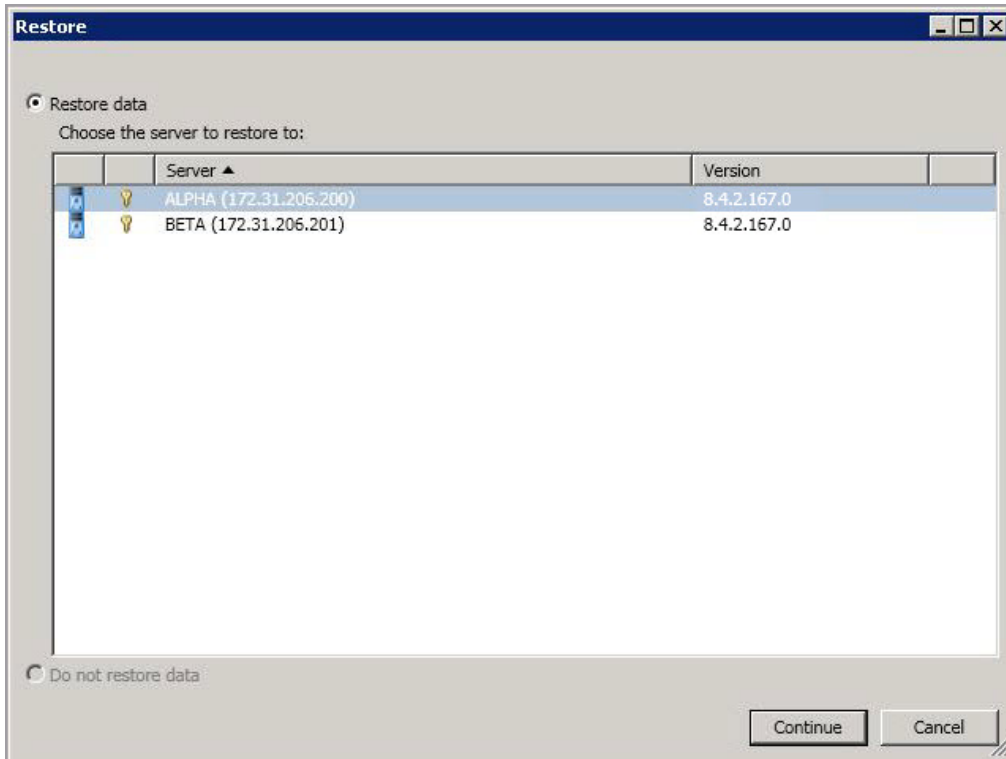 Restore
Restore data
Choose the server to restore to:
Server Version
ALPHA (172.31.206.200) 8.4.2.167.0
BETA (172.31.206.201) 8.4.2.167.0
Do not restore data
Continue Cancel